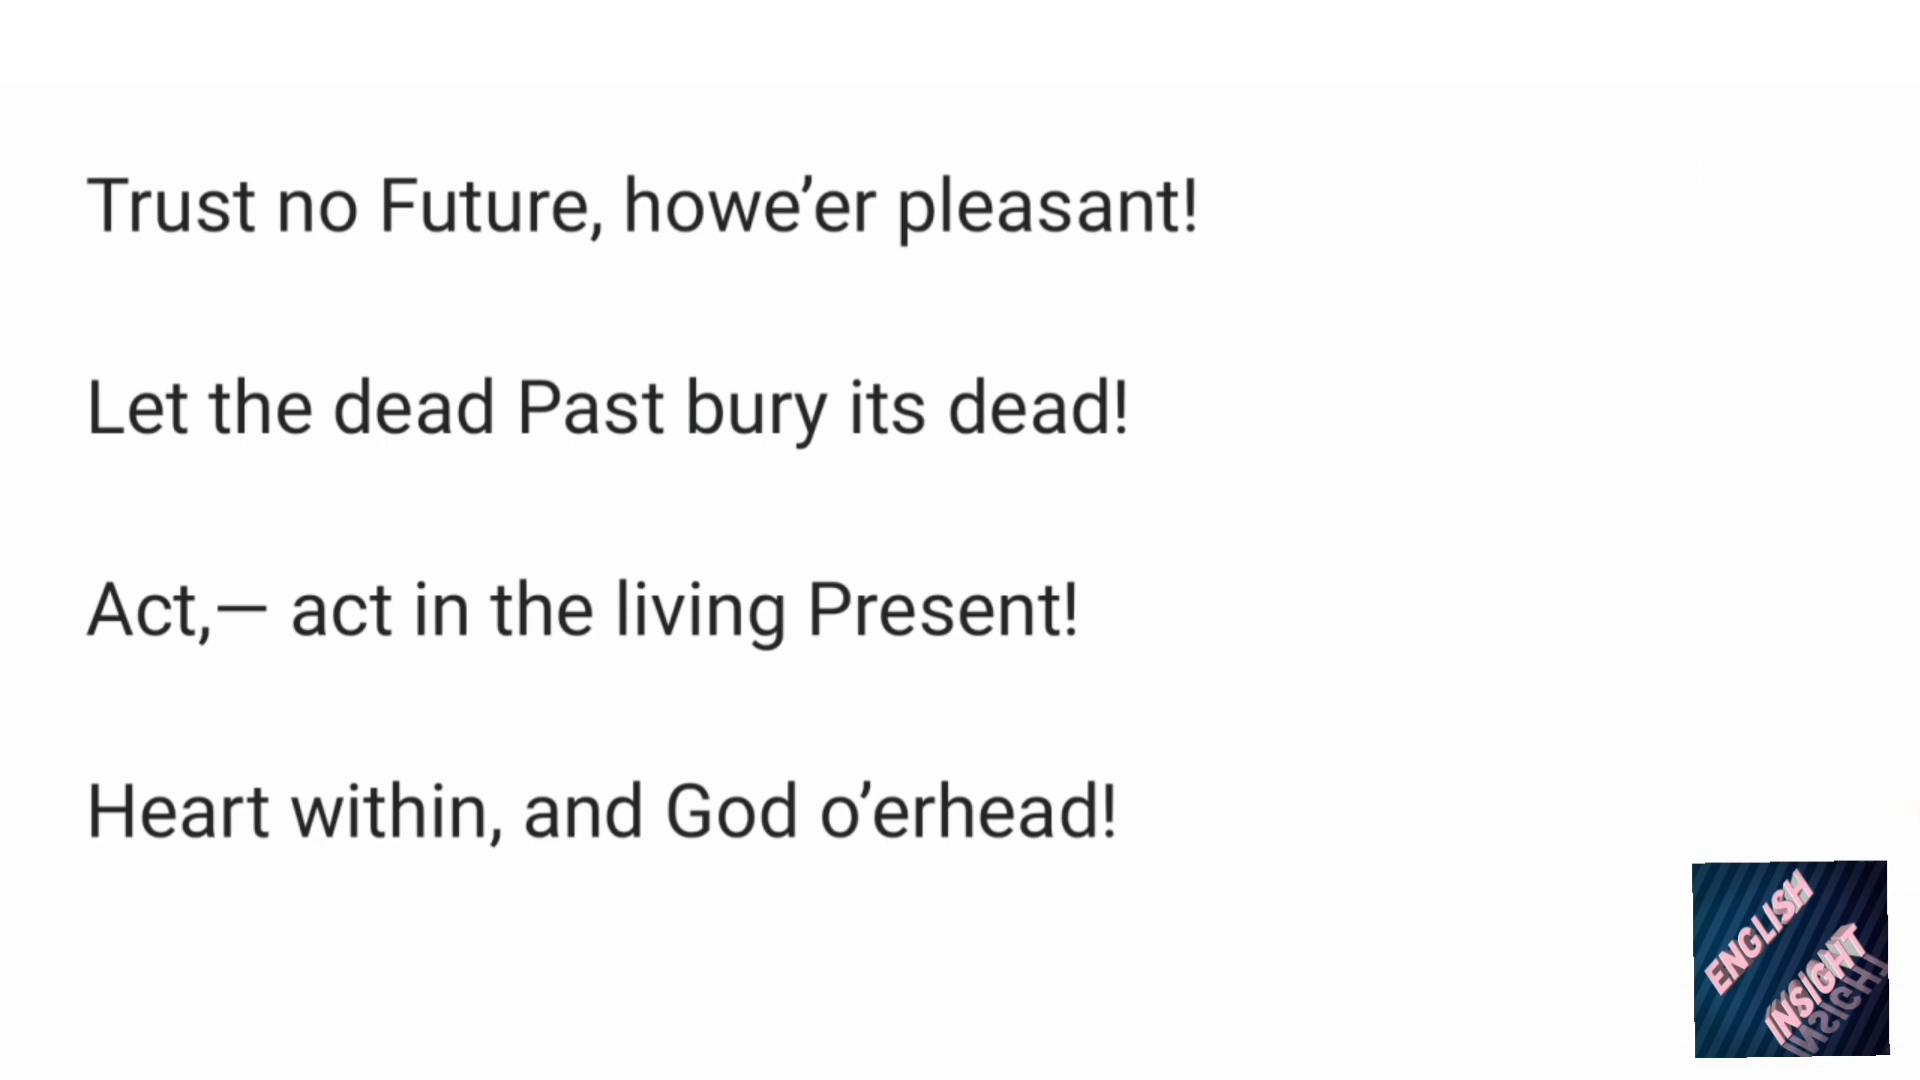 Trust no Future, howe’er pleasant!
Let the dead Past bury its dead!
Act,— act in the living Present!
Heart within, and God o’erhead!
ENGLISH
INSIGHT